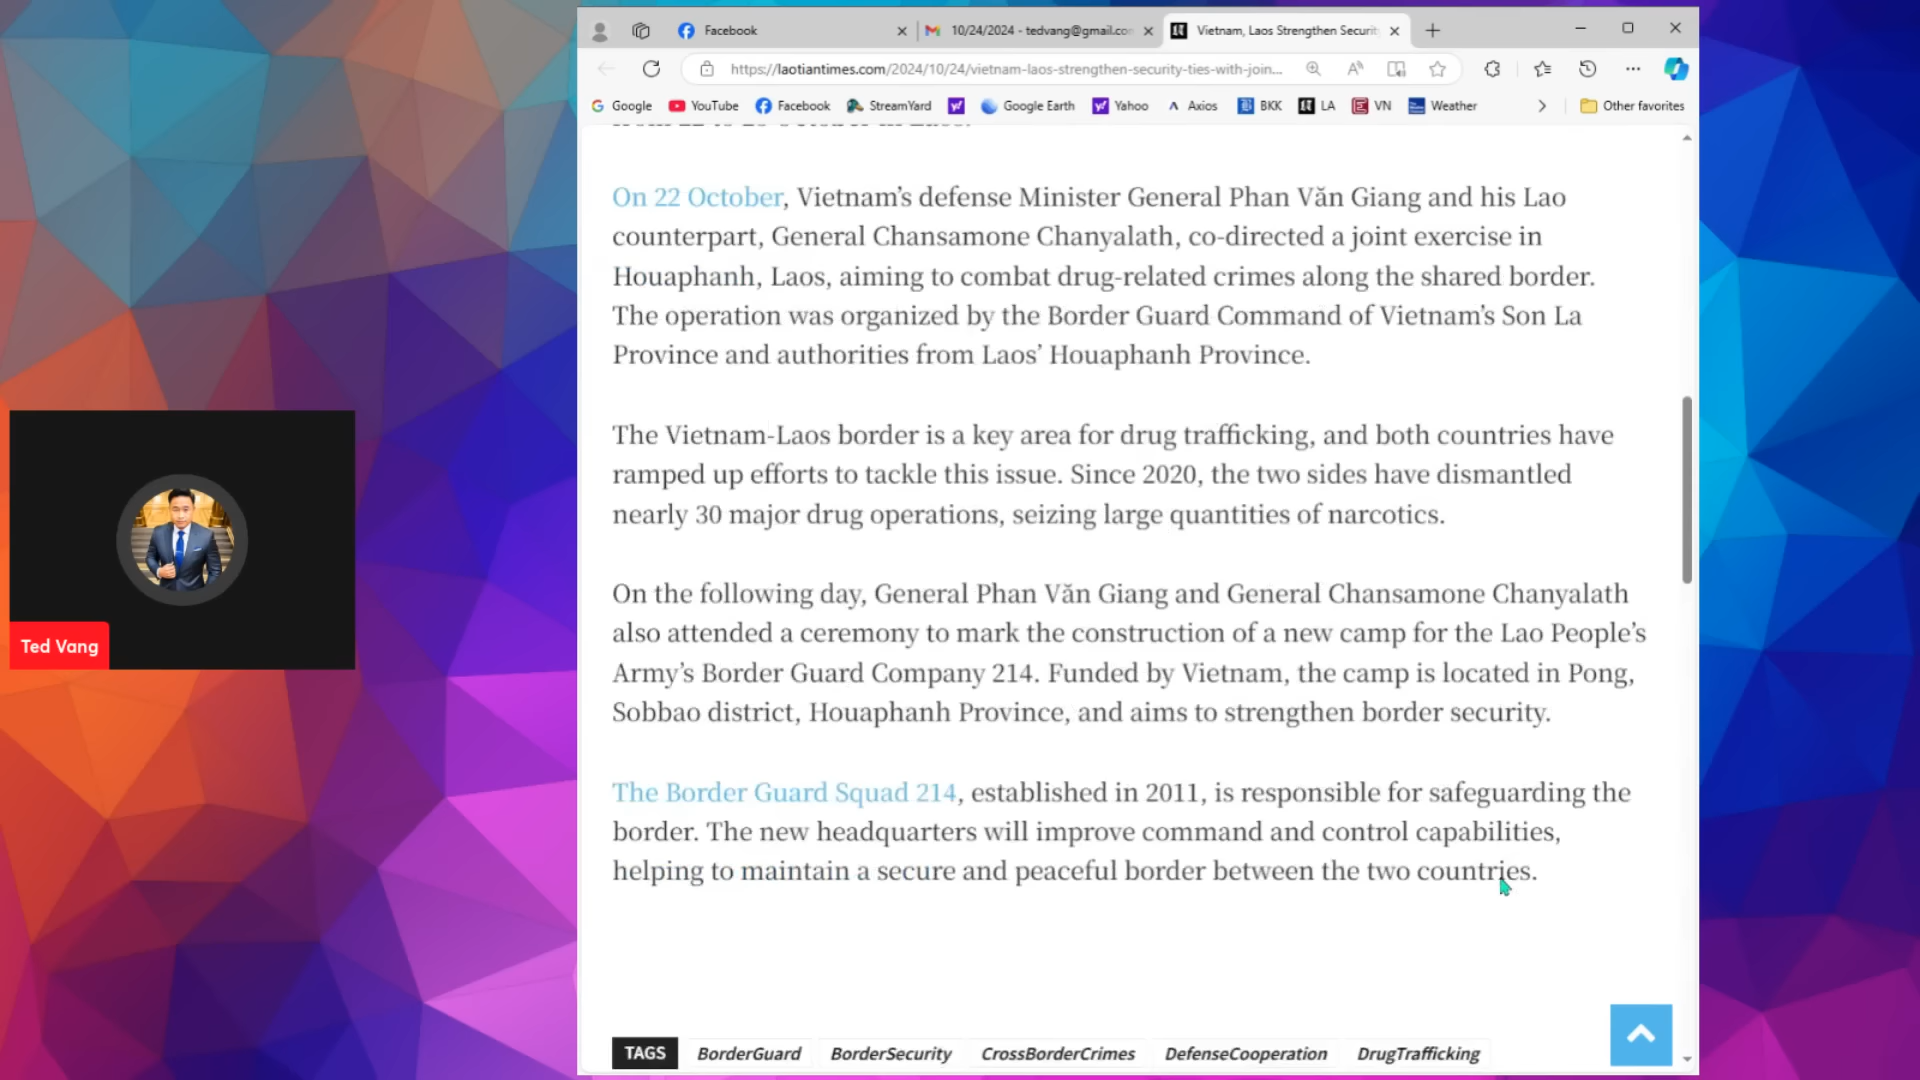 Facebook
10/24/2024 - tedvang@gmail.co
Vietnam, Laos Strengthen Securit
https://laotiantimes.com/2024/10/24/vietnam-laos-strengthen-security-ties-with-join...
Google YouTube Facebook StreamYard Google Earth Yahoo Axios BKK LA VN Weather Other favorites
On 22 October, Vietnam’s defense Minister General Phan Văn Giang and his Lao
counterpart, General Chansamone Chanyalath, co-directed a joint exercise in
Houaphanh, Laos, aiming to combat drug-related crimes along the shared border.
The operation was organized by the Border Guard Command of Vietnam’s Son La
Province and authorities from Laos’ Houaphanh Province.
The Vietnam-Laos border is a key area for drug trafficking, and both countries have
ramped up efforts to tackle this issue. Since 2020, the two sides have dismantled
nearly 30 major drug operations, seizing large quantities of narcotics.
On the following day, General Phan Văn Giang and General Chansamone Chanyalath
also attended a ceremony to mark the construction of a new camp for the Lao People’s
Army’s Border Guard Company 214. Funded by Vietnam, the camp is located in Pong,
Sobbao district, Houaphanh Province, and aims to strengthen border security.
The Border Guard Squad 214, established in 2011, is responsible for safeguarding the
border. The new headquarters will improve command and control capabilities,
helping to maintain a secure and peaceful border between the two countries.
TAGS BorderGuard BorderSecurity CrossBorderCrimes DefenseCooperation DrugTrafficking
Ted Vang